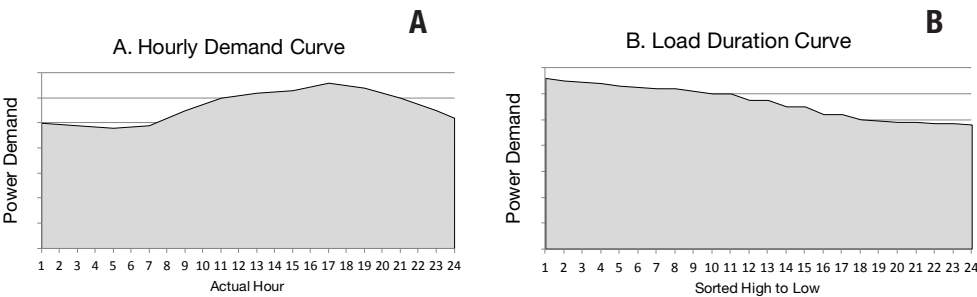 A
A. Hourly Demand Curve
Power Demand
1 2 3 4 5 6 7 8 9 10 11 12 13 14 15 16 17 18 19 20 21 22 23 24
Actual Hour
B
B. Load Duration Curve
Power Demand
1 2 3 4 5 6 7 8 9 10 11 12 13 14 15 16 17 18 19 20 21 22 23 24
Sorted High to Low